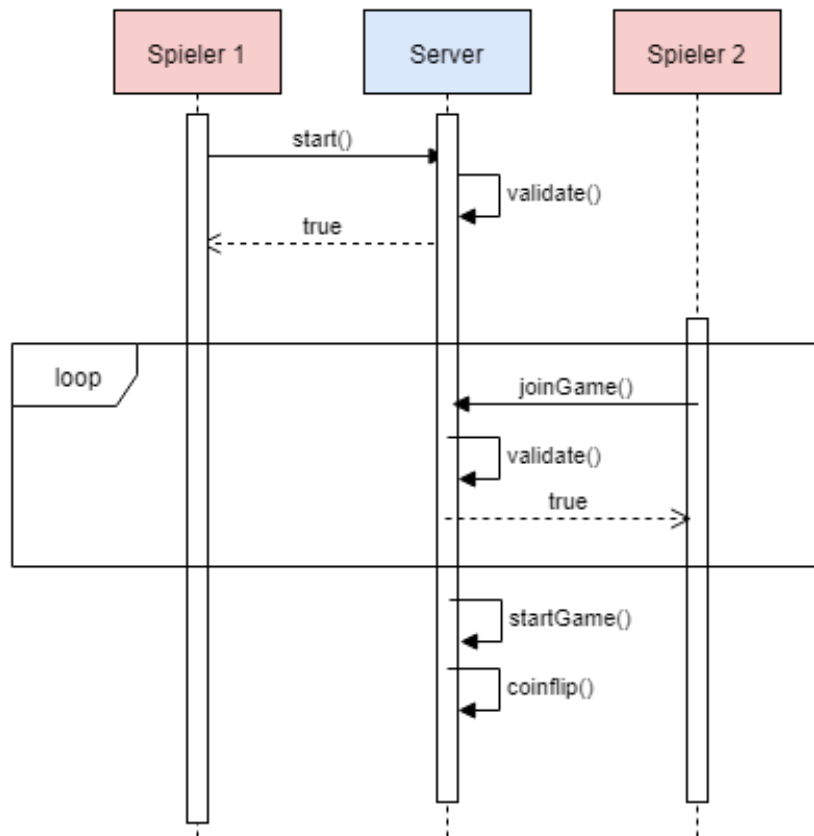 Spieler 1
Server
Spieler 2
start()
validate()
true
loop
joinGame()
validate()
true
startGame()
coinflip()